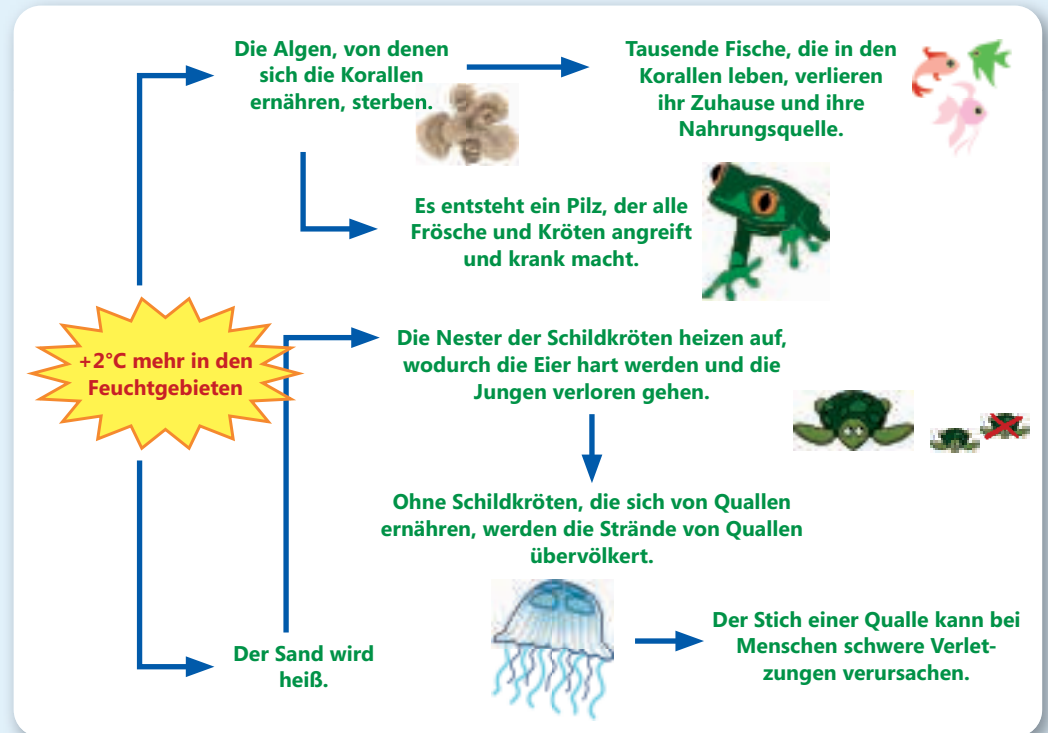 Die Algen, von denen
sich die Korallen
ernähren, sterben.
Tausende Fische, die in den
Korallen leben, verlieren
ihr Zuhause und ihre
Nahrungsquelle.
Es entsteht ein Pilz, der alle
Frösche und Kröten angreift
und krank macht.
+2°C mehr in den
Feuchtgebieten
Die Nester der Schildkröten heizen auf,
wodurch die Eier hart werden und die
Jungen verloren gehen.
Ohne Schildkröten, die sich von Quallen
ernähren, werden die Strände von Quallen
übervölkert.
Der Sand wird
heiß.
Der Stich einer Qualle kann bei
Menschen schwere Verlet-
zungen verursachen.